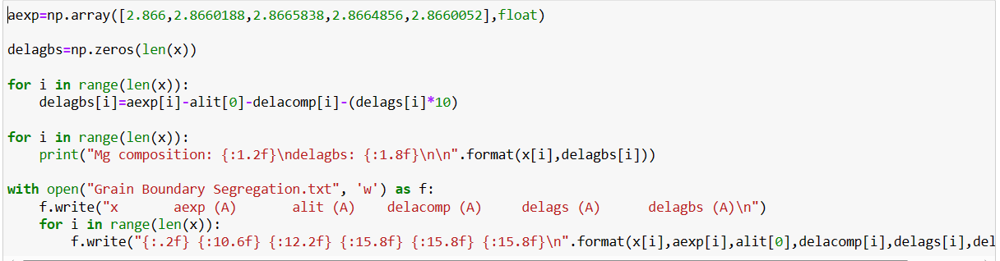 aexp=np.array([2.866,2.8660188,2.8665838,2.8664856,2.8660052],float)
delagbs=np.zeros(len(x))
for i in range(len(x)):
    delagbs[i]=aexp[i]-alit[0]-delacomp[i]-(delags[i]*10)
for i in range(len(x)):
    print("Mg composition: {:1.2f}\ndelagbs: {:1.8f}\n\n".format(x[i],delagbs[i]))
with open("Grain Boundary Segregation.txt", 'w') as f:
    f.write("x       aexp (A)       alit (A)    delacomp (A)     delags (A)      delagbs (A)\n")
    for i in range(len(x)):
        f.write("{:.2f} {:10.6f} {:12.2f} {:15.8f} {:15.8f} {:15.8f}\n".format(x[i],aexp[i],alit[0],delacomp[i],delags[i],del